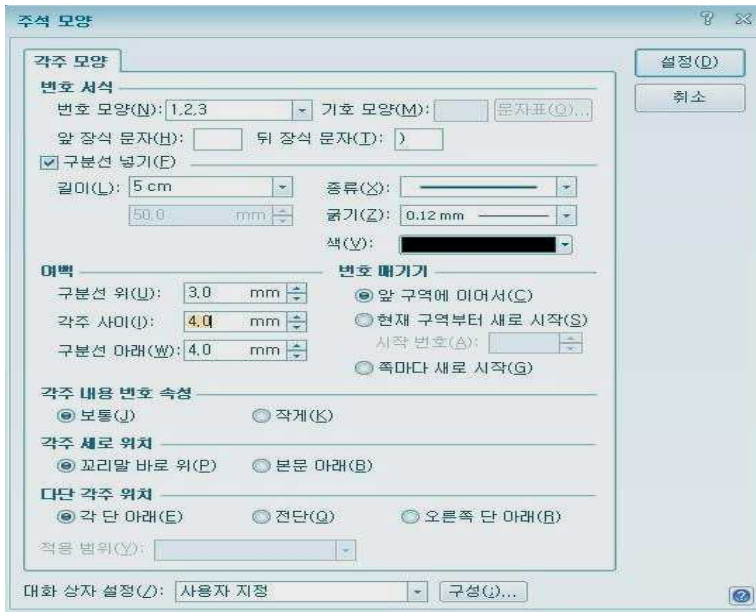 주석 모양
각주 모양
설정(D)
취소
번호 서식
번호 모양(N): 1,2,3 기호 모양(M): 문자표(O)...
앞 장식 문자(H): 뒤 장식 문자(T): )
구분선 넣기(F)
길이(L): 5 cm 종류(X):
50.0 mm 굵기(Z): 0.12 mm
색(V):
여백 번호 매기기
구분선 위(U): 3.0 mm 앞 구역에 이어서(C)
각주 사이(I): 4.0 mm 현재 구역부터 새로 시작(S)
시작 번호(A):
구분선 아래(W): 4.0 mm 쪽마다 새로 시작(G)
각주 내용 번호 속성
보통(J) 작게(K)
각주 세로 위치
꼬리말 바로 위(P) 본문 아래(B)
다단 각주 위치
각 단 아래(E) 전단(Q) 오른쪽 단 아래(R)
적용 범위(Y):
대화 상자 설정(/): 사용자 지정 구성(;)...